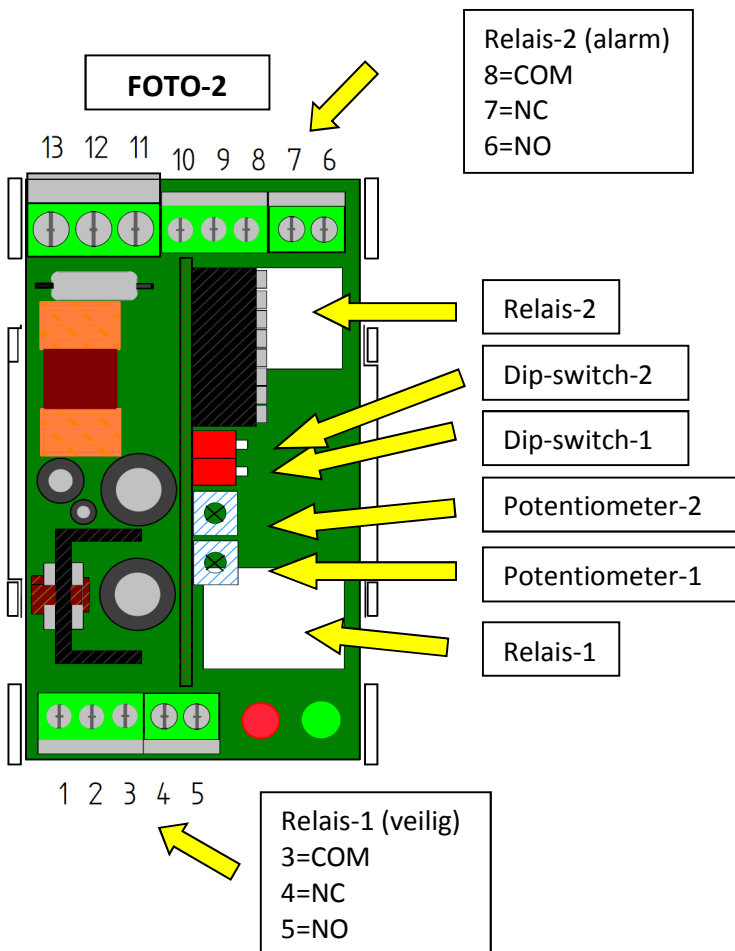 Relais-2 (alarm)
8=COM
7=NC
6=NO
FOTO-2
13 12 11 10 9 8 7 6
Relais-2
Dip-switch-2
Dip-switch-1
Potentiometer-2
Potentiometer-1
Relais-1
1 2 3 4 5
Relais-1 (veilig)
3=COM
4=NC
5=NO